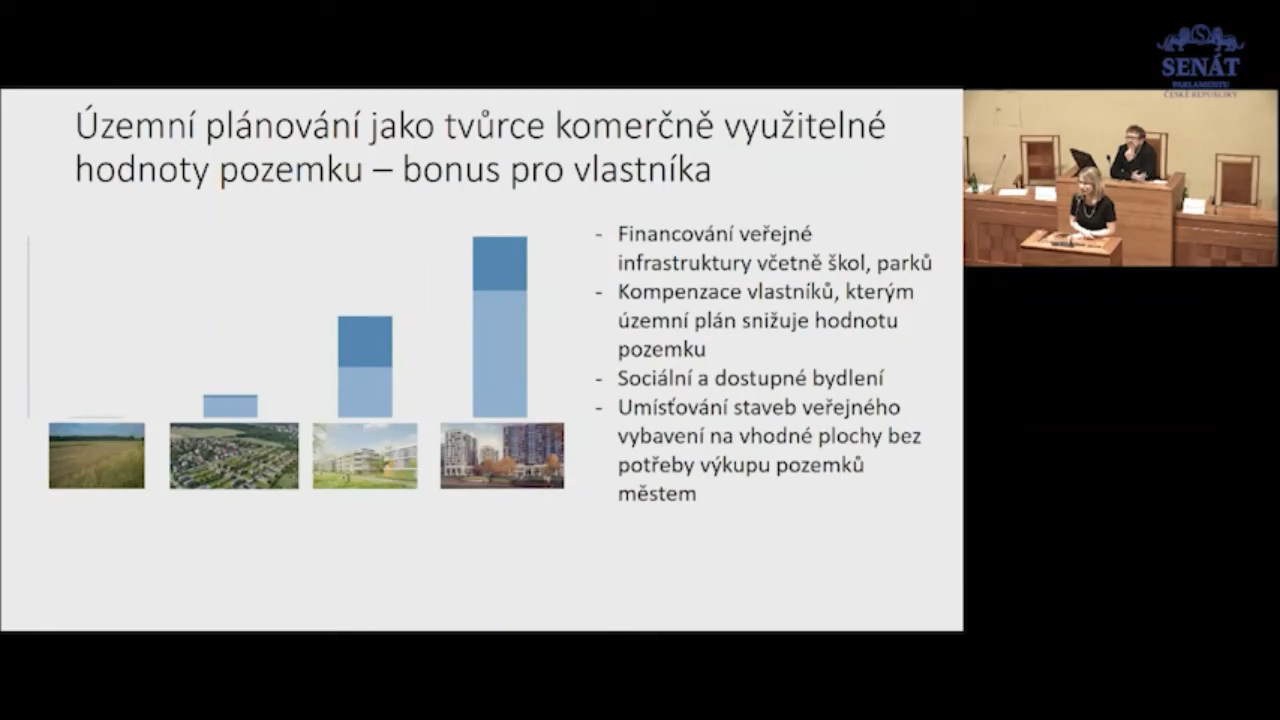 SENÁT
PARLAMENTU
ČESKÉ REPUBLIKY
Územní plánování jako tvůrce komerčně využitelné
hodnoty pozemku – bonus pro vlastníka
- Financování veřejné
infrastruktury včetně škol, parků
- Kompenzace vlastníků, kterým
územní plán snižuje hodnotu
pozemku
- Sociální a dostupné bydlení
- Umísťování staveb veřejného
vybavení na vhodné plochy bez
potřeby výkupu pozemků
městem